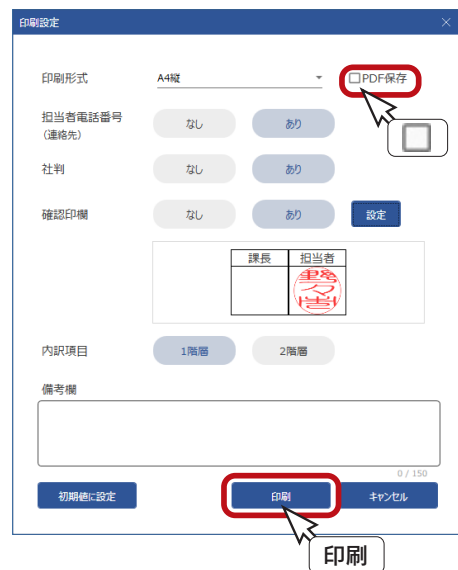 印刷設定
印刷形式 A4縦 PDF保存
担当者電話番号 なし あり
（連絡先）
社判 なし あり
確認印欄 なし あり 設定
課長 担当者
内訳項目 1階層 2階層
備考欄
0 / 150
初期値に設定 印刷 キャンセル
印刷